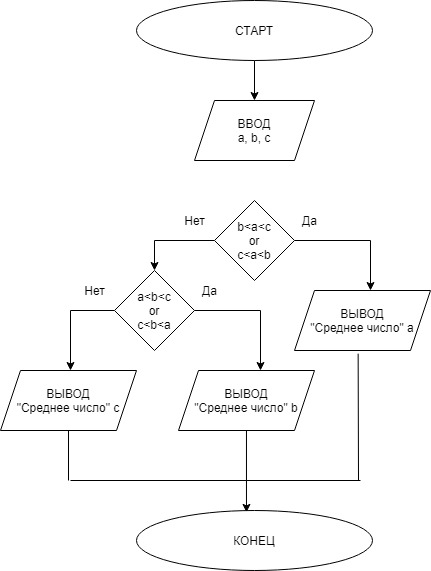 СТАРТ
ВВОД
a, b, c
Нет
b<a<c
or
c<a<b
Да
Нет
a<b<c
or
c<b<a
Да
ВЫВОД
"Среднее число" a
ВЫВОД
"Среднее число" c
ВЫВОД
"Среднее число" b
КОНЕЦ